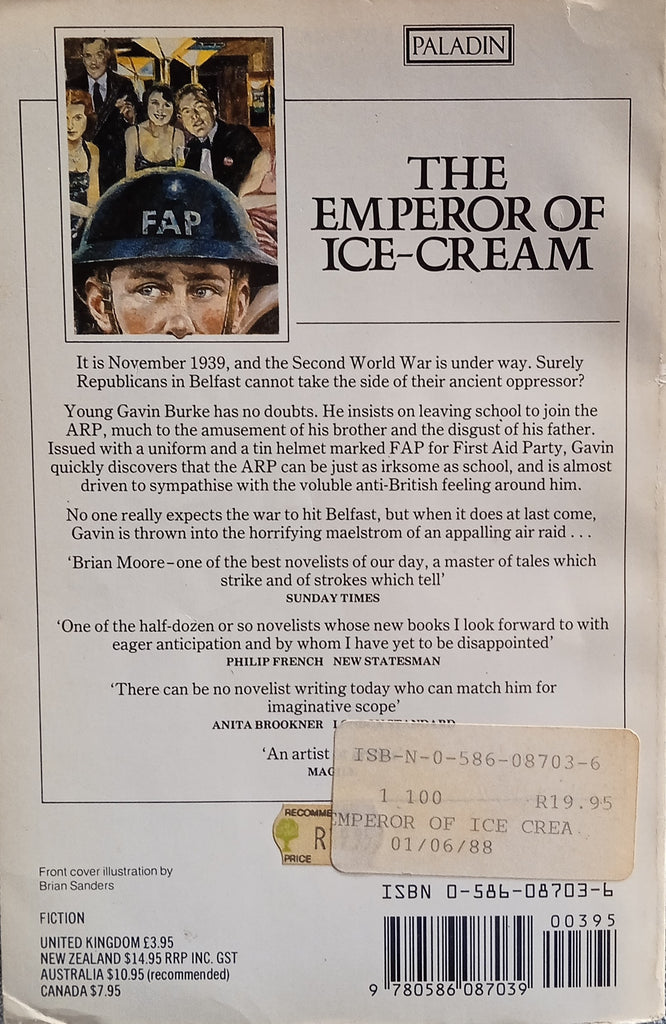 PALADIN
FAP
THE
EMPEROR OF
ICE-CREAM
It is November 1939, and the Second World War is under way. Surely
Republicans in Belfast cannot take the side of their ancient oppressor?
Young Gavin Burke has no doubts. He insists on leaving school to join the
ARP, much to the amusement of his brother and the disgust of his father.
Issued with a uniform and a tin helmet marked FAP for First Aid Party, Gavin
quickly discovers that the ARP can be just as irksome as school, and is almost
driven to sympathise with the voluble anti-British feeling around him.
No one really expects the war to hit Belfast, but when it does at last come,
Gavin is thrown into the horrifying maelstrom of an appalling air raid . . .
‘Brian Moore–one of the best novelists of our day, a master of tales which
strike and of strokes which tell’
SUNDAY TIMES
‘One of the half-dozen or so novelists whose new books I look forward to with
eager anticipation and by whom I have yet to be disappointed’
PHILIP FRENCH NEW STATESMAN
‘There can be no novelist writing today who can match him for
imaginative scope’
ANITA BROOKNER
‘An artist
ISB-N-0-586-08703-6
1 100 R19.95
EMPEROR OF ICE CREA
01/06/88
RECOMME
R
PRICE
Front cover illustration by
Brian Sanders
FICTION
UNITED KINGDOM £3.95
NEW ZEALAND $14.95 RRP INC. GST
AUSTRALIA $10.95 (recommended)
CANADA $7.95
ISBN 0-586-08703-6
00395
9 780586 087039